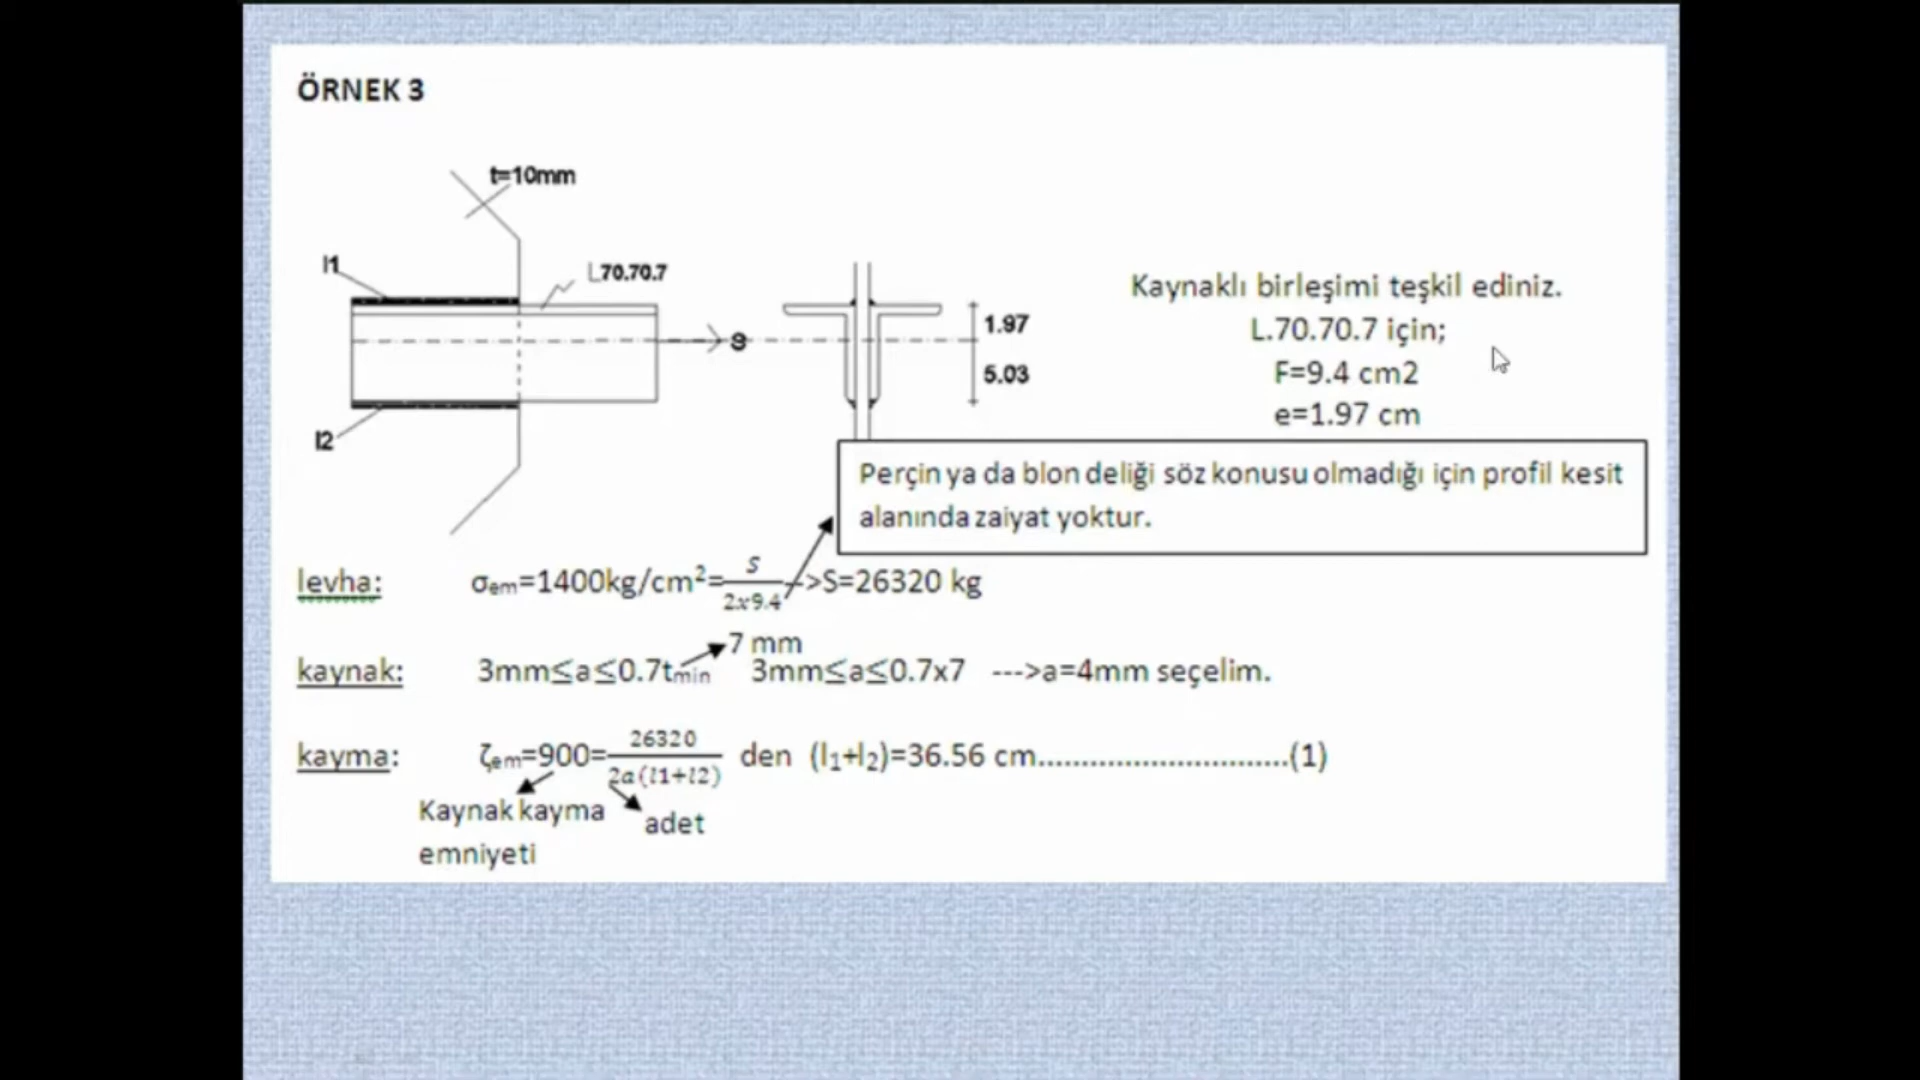 ÖRNEK 3
t=10mm
l1
L70.70.7
S
1.97
5.03
l2
Kaynaklı birleşimi teşkil ediniz.
L.70.70.7 için;
F=9.4 cm2
e=1.97 cm
Perçin ya da blon deliği söz konusu olmadığı için profil kesit
alanında zaiyat yoktur.
levha: σem=1400kg/cm²=S/2x9.4-->S=26320 kg
7 mm
kaynak: 3mm≤a≤0.7tmin 3mm≤a≤0.7x7 --->a=4mm seçelim.
kayma: ζem=900=26320/2a(l1+l2) den (l₁+l₂)=36.56 cm.............................(1)
Kaynak kayma
emniyeti
adet